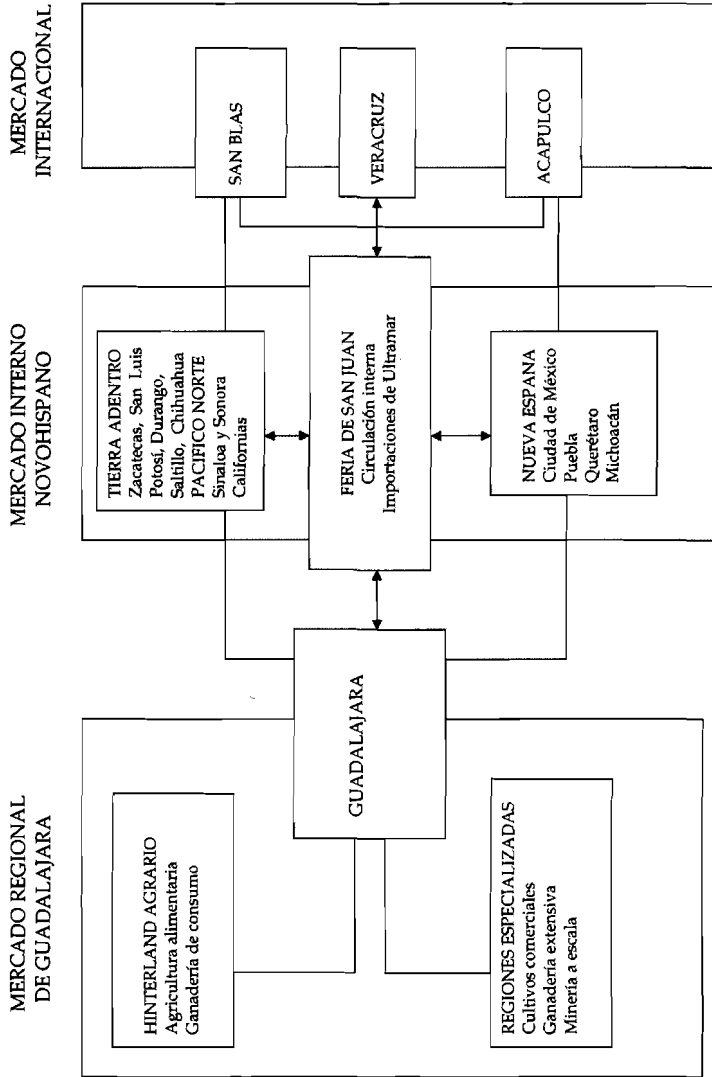 MERCADO REGIONAL
DE GUADALAJARA
HINTERLAND AGRARIO
Agricultura alimentaria
Ganadería de consumo
REGIONES ESPECIALIZADAS
Cultivos comerciales
Ganadería extensiva
Minería a escala
GUADALAJARA
MERCADO INTERNO
NOVOHISPANO
TIERRA ADENTRO
Zacatecas, San Luis
Potosí, Durango,
Saltillo, Chihuahua
PACIFICO NORTE
Sinaloa y Sonora
Californias
FERIA DE SAN JUAN
Circulación interna
Importaciones de Ultramar
NUEVA ESPANA
Ciudad de México
Puebla
Querétaro
Michoacán
MERCADO
INTERNACIONAL
SAN BLAS
VERACRUZ
ACAPULCO